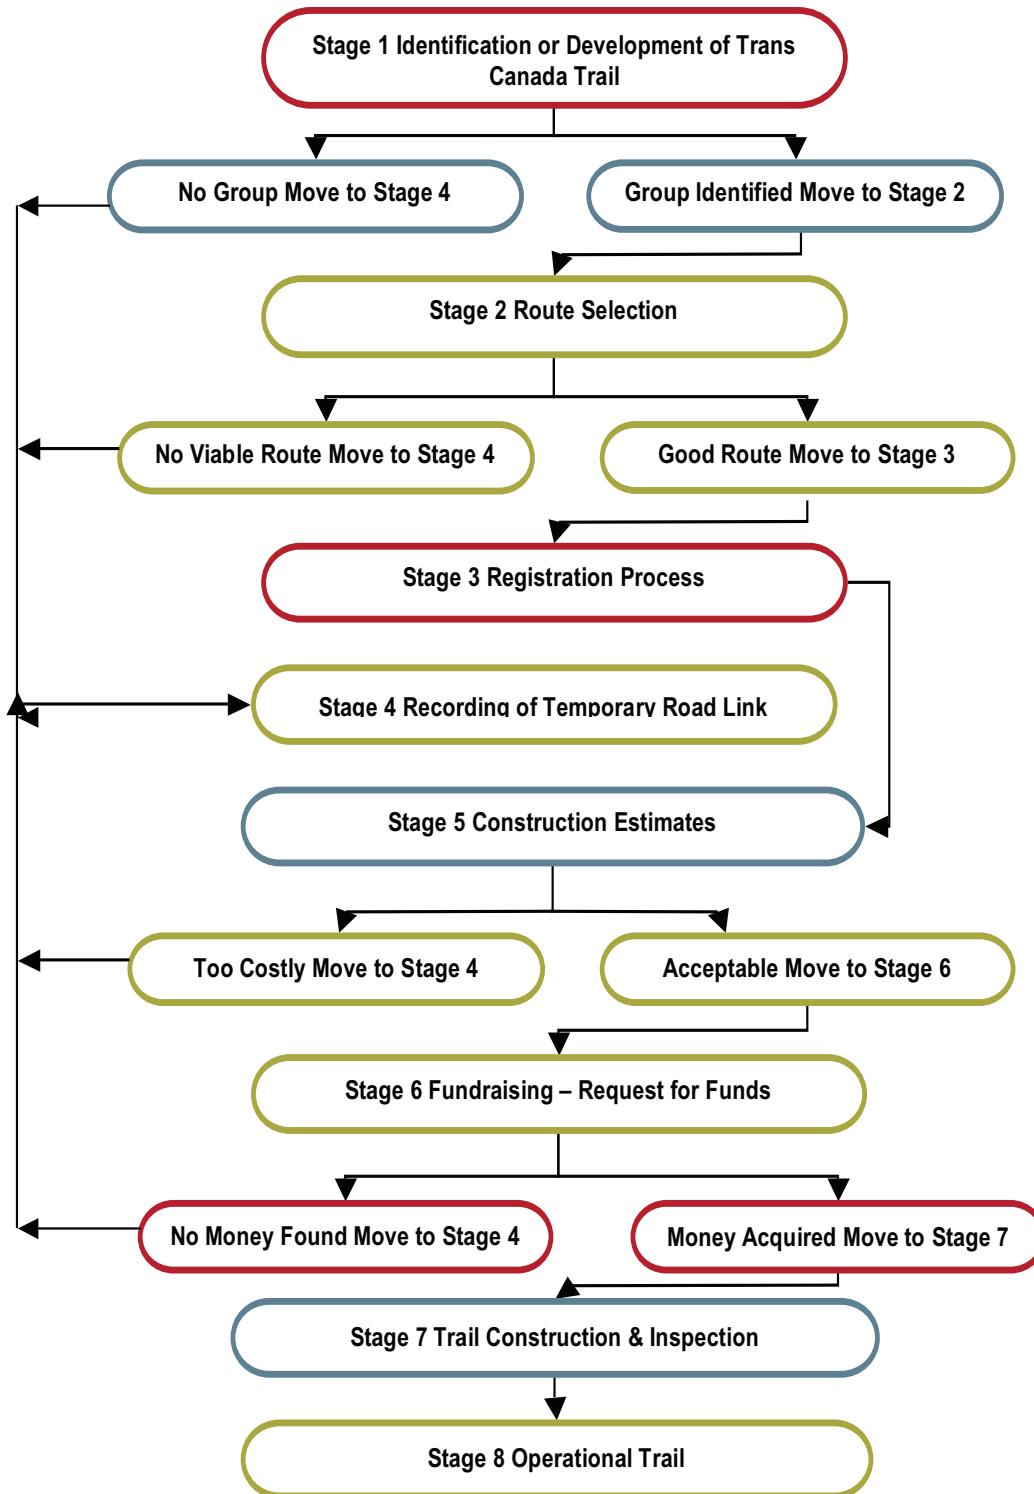 Stage 1 Identification or Development of Trans
Canada Trail
No Group Move to Stage 4
Group Identified Move to Stage 2
Stage 2 Route Selection
No Viable Route Move to Stage 4
Good Route Move to Stage 3
Stage 3 Registration Process
Stage 4 Recording of Temporary Road Link
Stage 5 Construction Estimates
Too Costly Move to Stage 4
Acceptable Move to Stage 6
Stage 6 Fundraising – Request for Funds
No Money Found Move to Stage 4
Money Acquired Move to Stage 7
Stage 7 Trail Construction & Inspection
Stage 8 Operational Trail